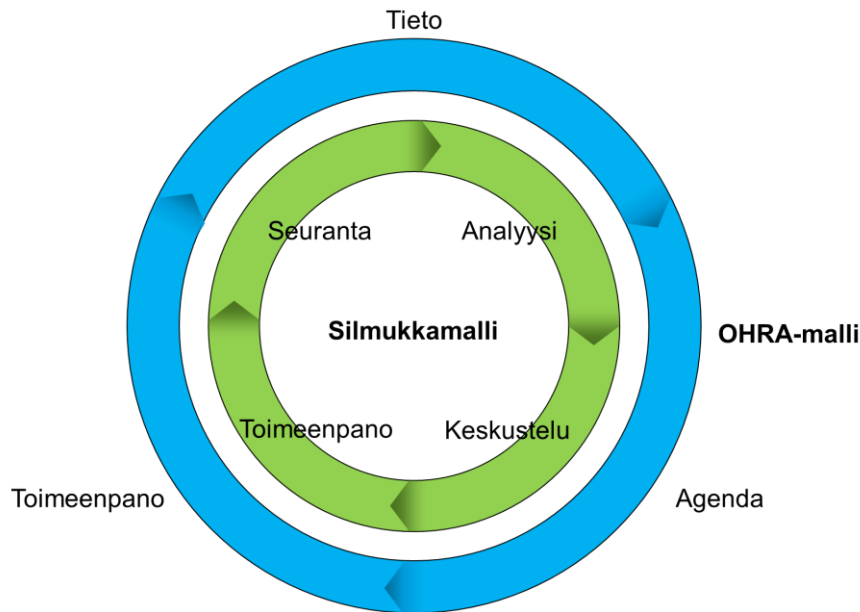 Tieto
Seuranta
Analyysi
Silmukkamalli
OHRA-malli
Toimeenpano
Keskustelu
Toimeenpano
Agenda